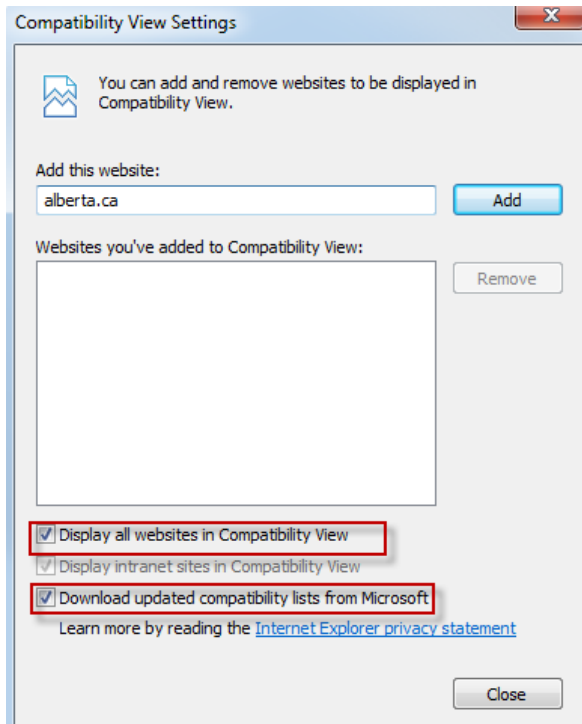 Compatibility View Settings
You can add and remove websites to be displayed in
Compatibility View.
Add this website:
alberta.ca
Add
Websites you've added to Compatibility View:
Remove
Display all websites in Compatibility View
Display intranet sites in Compatibility View
Download updated compatibility lists from Microsoft
Learn more by reading the Internet Explorer privacy statement
Close